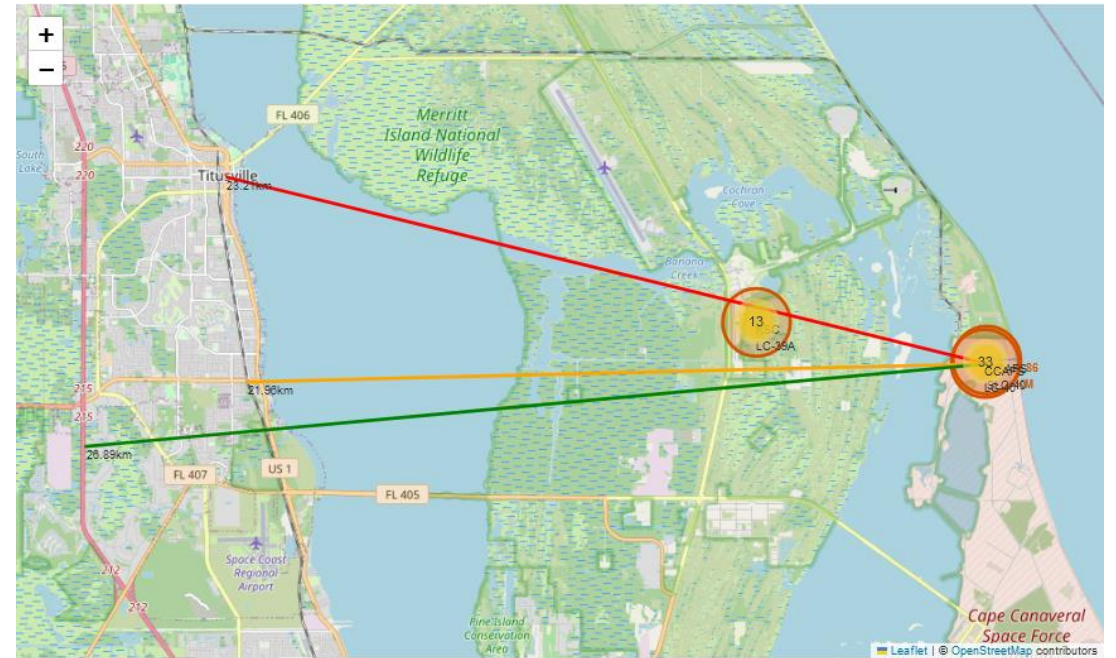 +
−
FL 406
Merritt
Island National
Wildlife
Refuge
South
Lake
220
220
Titusville
23.21km
Cochran
Cove
Banana
Creek
13
LC-39A
33
CCAFS
215
21.96km
215
26.89km
FL 407
US 1
FL 405
Space Coast
Regional
Airport
212
212
Pine Island
Conservation
Area
Cape Canaveral
Space Force
Leaflet | © OpenStreetMap contributors